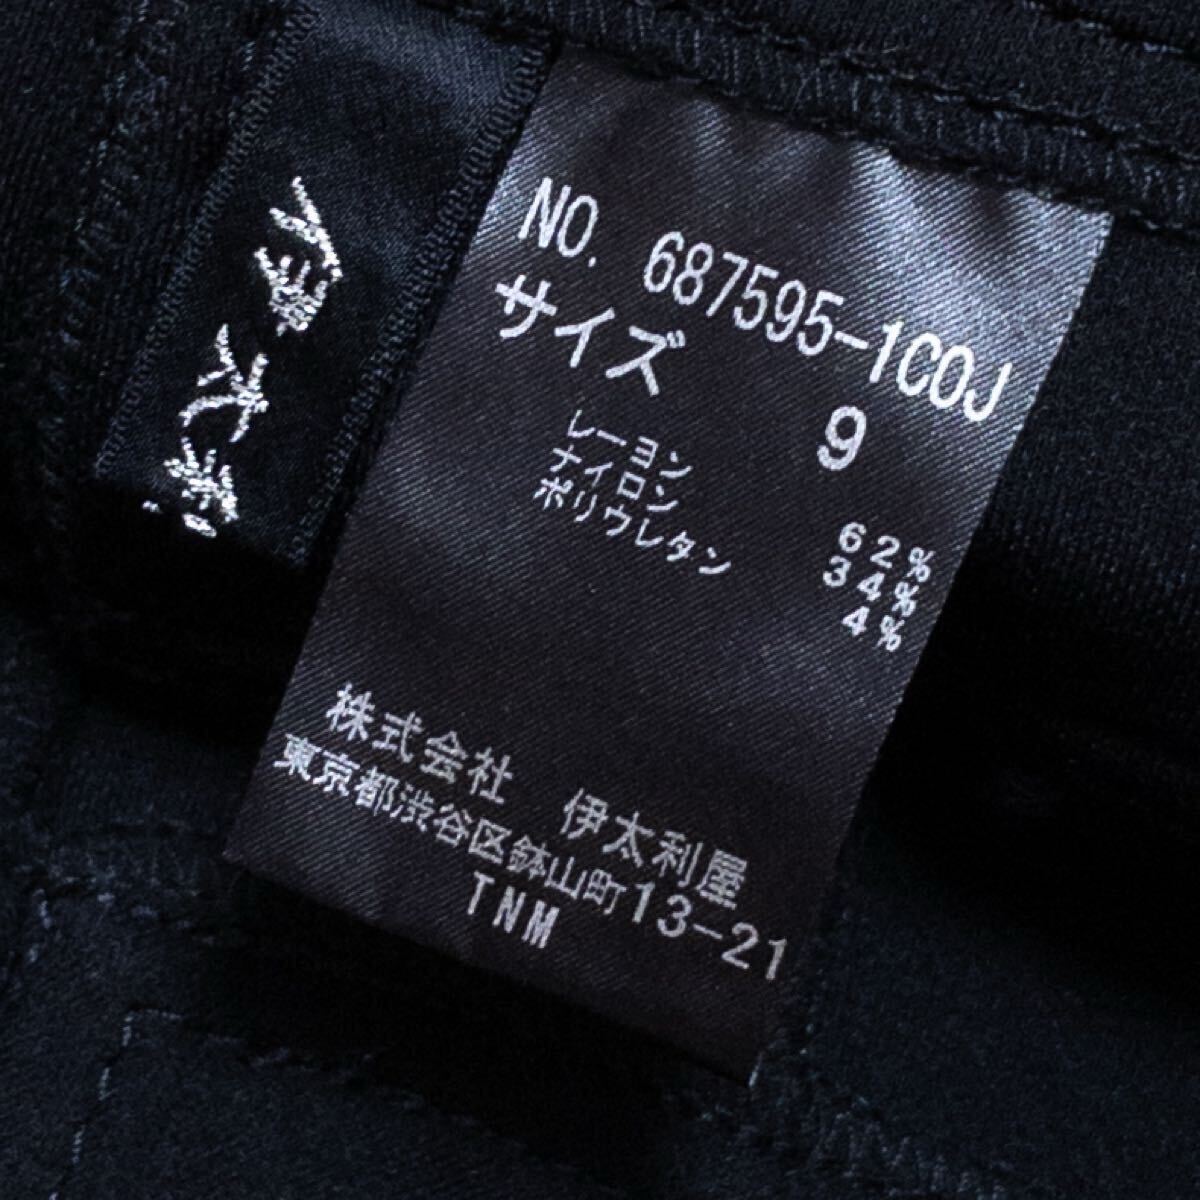 NO. 687595-1COJ
サイズ 9
レーヨン 62%
ナイロン 34%
ポリウレタン 4%
株式会社 伊太利屋
東京都渋谷区鉢山町13-21
TNM